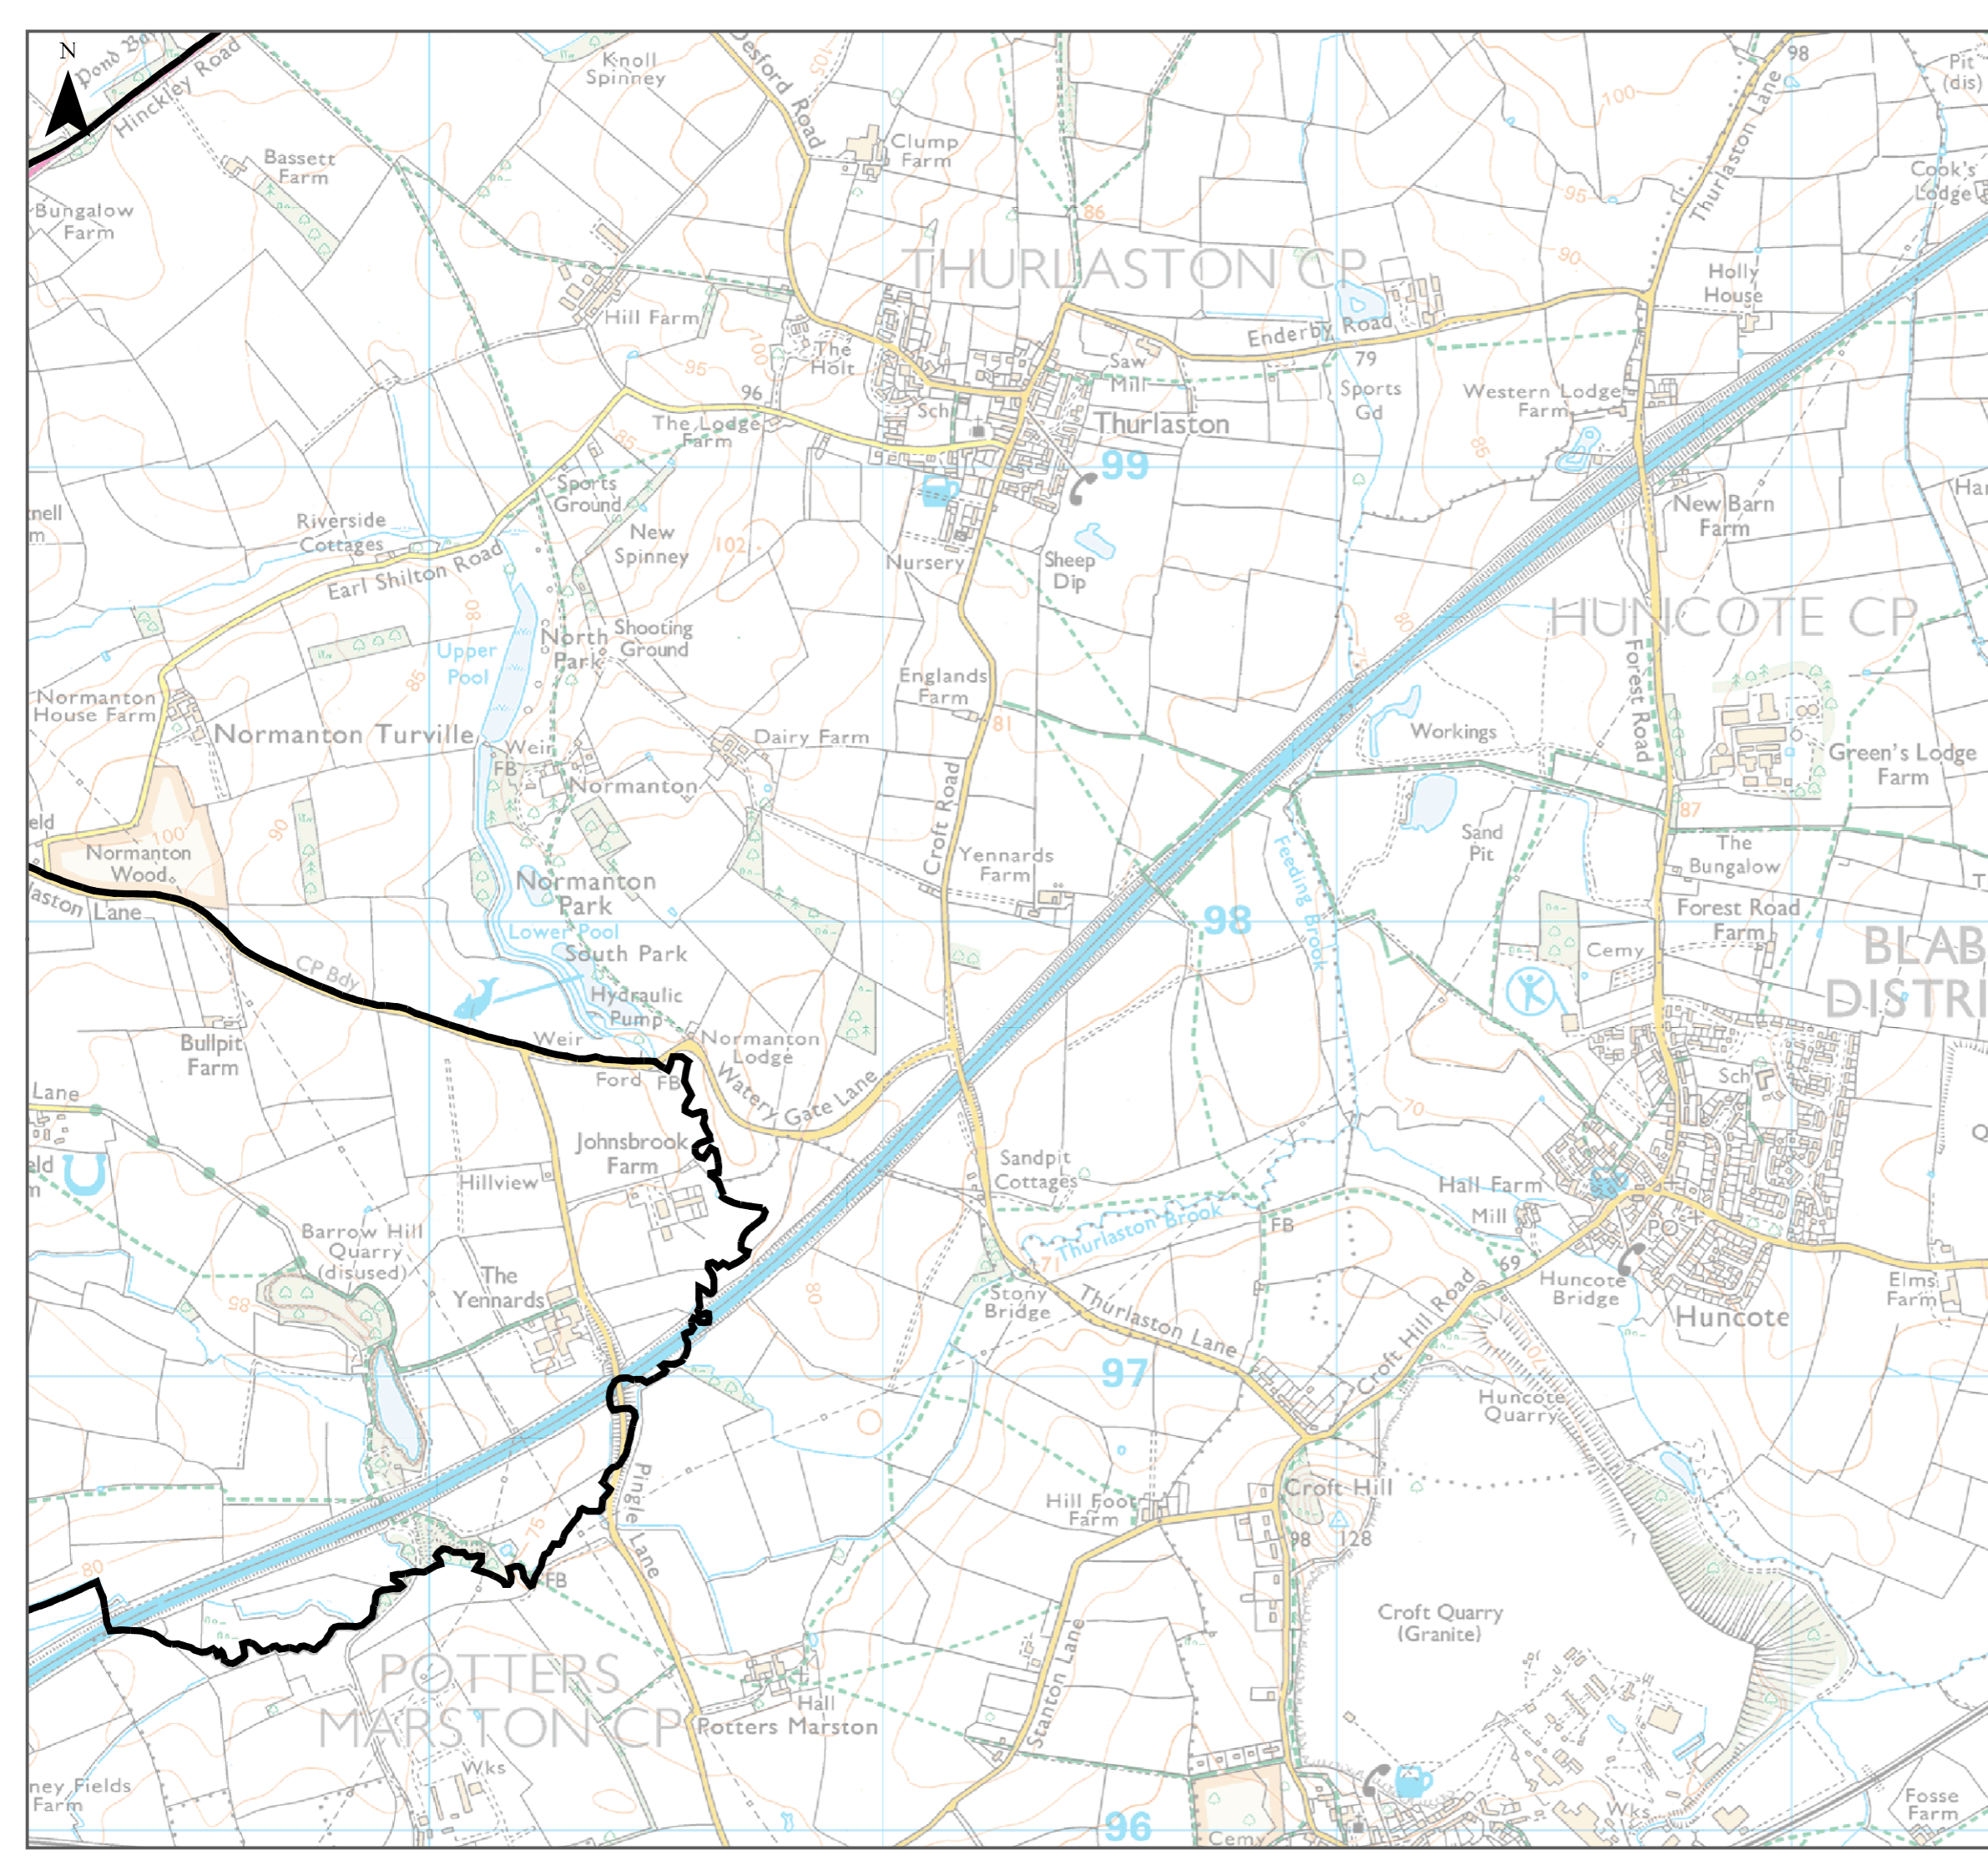 N
Pond Bay
Hinckley Road
Knoll
Spinney
Desford Road
105
98
Pit
(dis)
100
Thurlaston Lane
Bassett
Farm
Clump
Farm
Cook's
Lodge
95
Bungalow
Farm
86
THURLASTON CP
90
Holly
House
Hill Farm
100
The
Holt
Enderby Road
79
95
96
Saw
Mill
Sports
Gd
Western Lodge
Farm
Sch
The Lodge
Farm
85
Thurlaston
85
99
Sports
Ground
New Barn
Farm
Riverside
Cottages
New
Spinney
102
Nursery
Sheep
Dip
Earl Shilton Road
80
80
HUNCOTE CP
North
Park
Shooting
Ground
Upper
Pool
85
Englands
Farm
Forest Road
Normanton
House Farm
81
Workings
Normanton Turville
Weir
FB
Dairy Farm
Green's Lodge
Farm
Normanton
Croft Road
87
eld
100
90
Sand
Pit
The
Bungalow
Normanton
Wood
Yennards
Farm
Feeding Brook
Normanton
Park
laston Lane
98
Forest Road
Farm
Lower Pool
South Park
Cemy
BLAB
DISTRI
CP Bdy
Hydraulic
Pump
Weir
Normanton
Lodge
Bullpit
Farm
Ford
FB
Watery Gate Lane
Sch
Lane
70
Johnsbrook
Farm
Sandpit
Cottages
eld
m
Hillview
Hall Farm
Mill
Thurlaston Brook
FB
PO
Barrow Hill
Quarry
(disused)
71
69
The
Yennards
80
85
Stony
Bridge
Thurlaston Lane
Croft Hill Road
Huncote
Bridge
Elms
Farm
Huncote
97
70
Huncote
Quarry
Pingle Lane
Hill Foot
Farm
Croft Hill
75
98
128
80
FB
Croft Quarry
(Granite)
Stanton Lane
POTTERS
MARSTON CP
Hall
Potters Marston
Wks
ney Fields
Farm
96
Cemy
Wks
Fosse
Farm